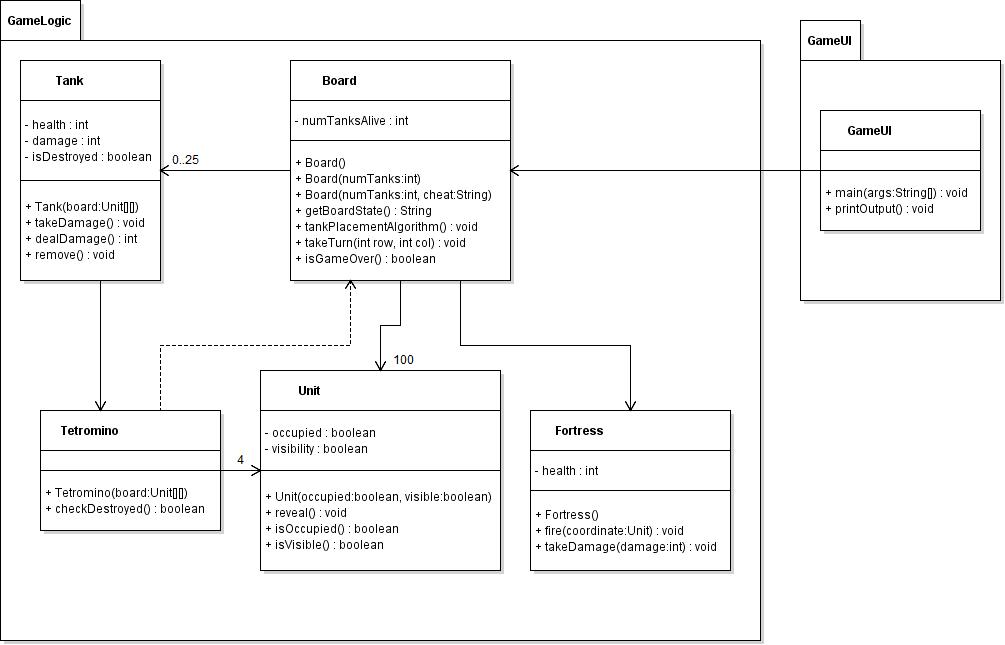 GameLogic
Tank
- health : int
- damage : int
- isDestroyed : boolean
+ Tank(board:Unit[][])
+ takeDamage() : void
+ dealDamage() : int
+ remove() : void
0..25
Board
- numTanksAlive : int
+ Board()
+ Board(numTanks:int)
+ Board(numTanks:int, cheat:String)
+ getBoardState() : String
+ tankPlacementAlgorithm() : void
+ takeTurn(int row, int col) : void
+ isGameOver() : boolean
GameUI
GameUI
+ main(args:String[]) : void
+ printOutput() : void
Tetromino
+ Tetromino(board:Unit[][])
+ checkDestroyed() : boolean
4
100
Unit
- occupied : boolean
- visibility : boolean
+ Unit(occupied:boolean, visible:boolean)
+ reveal() : void
+ isOccupied() : boolean
+ isVisible() : boolean
Fortress
- health : int
+ Fortress()
+ fire(coordinate:Unit) : void
+ takeDamage(damage:int) : void